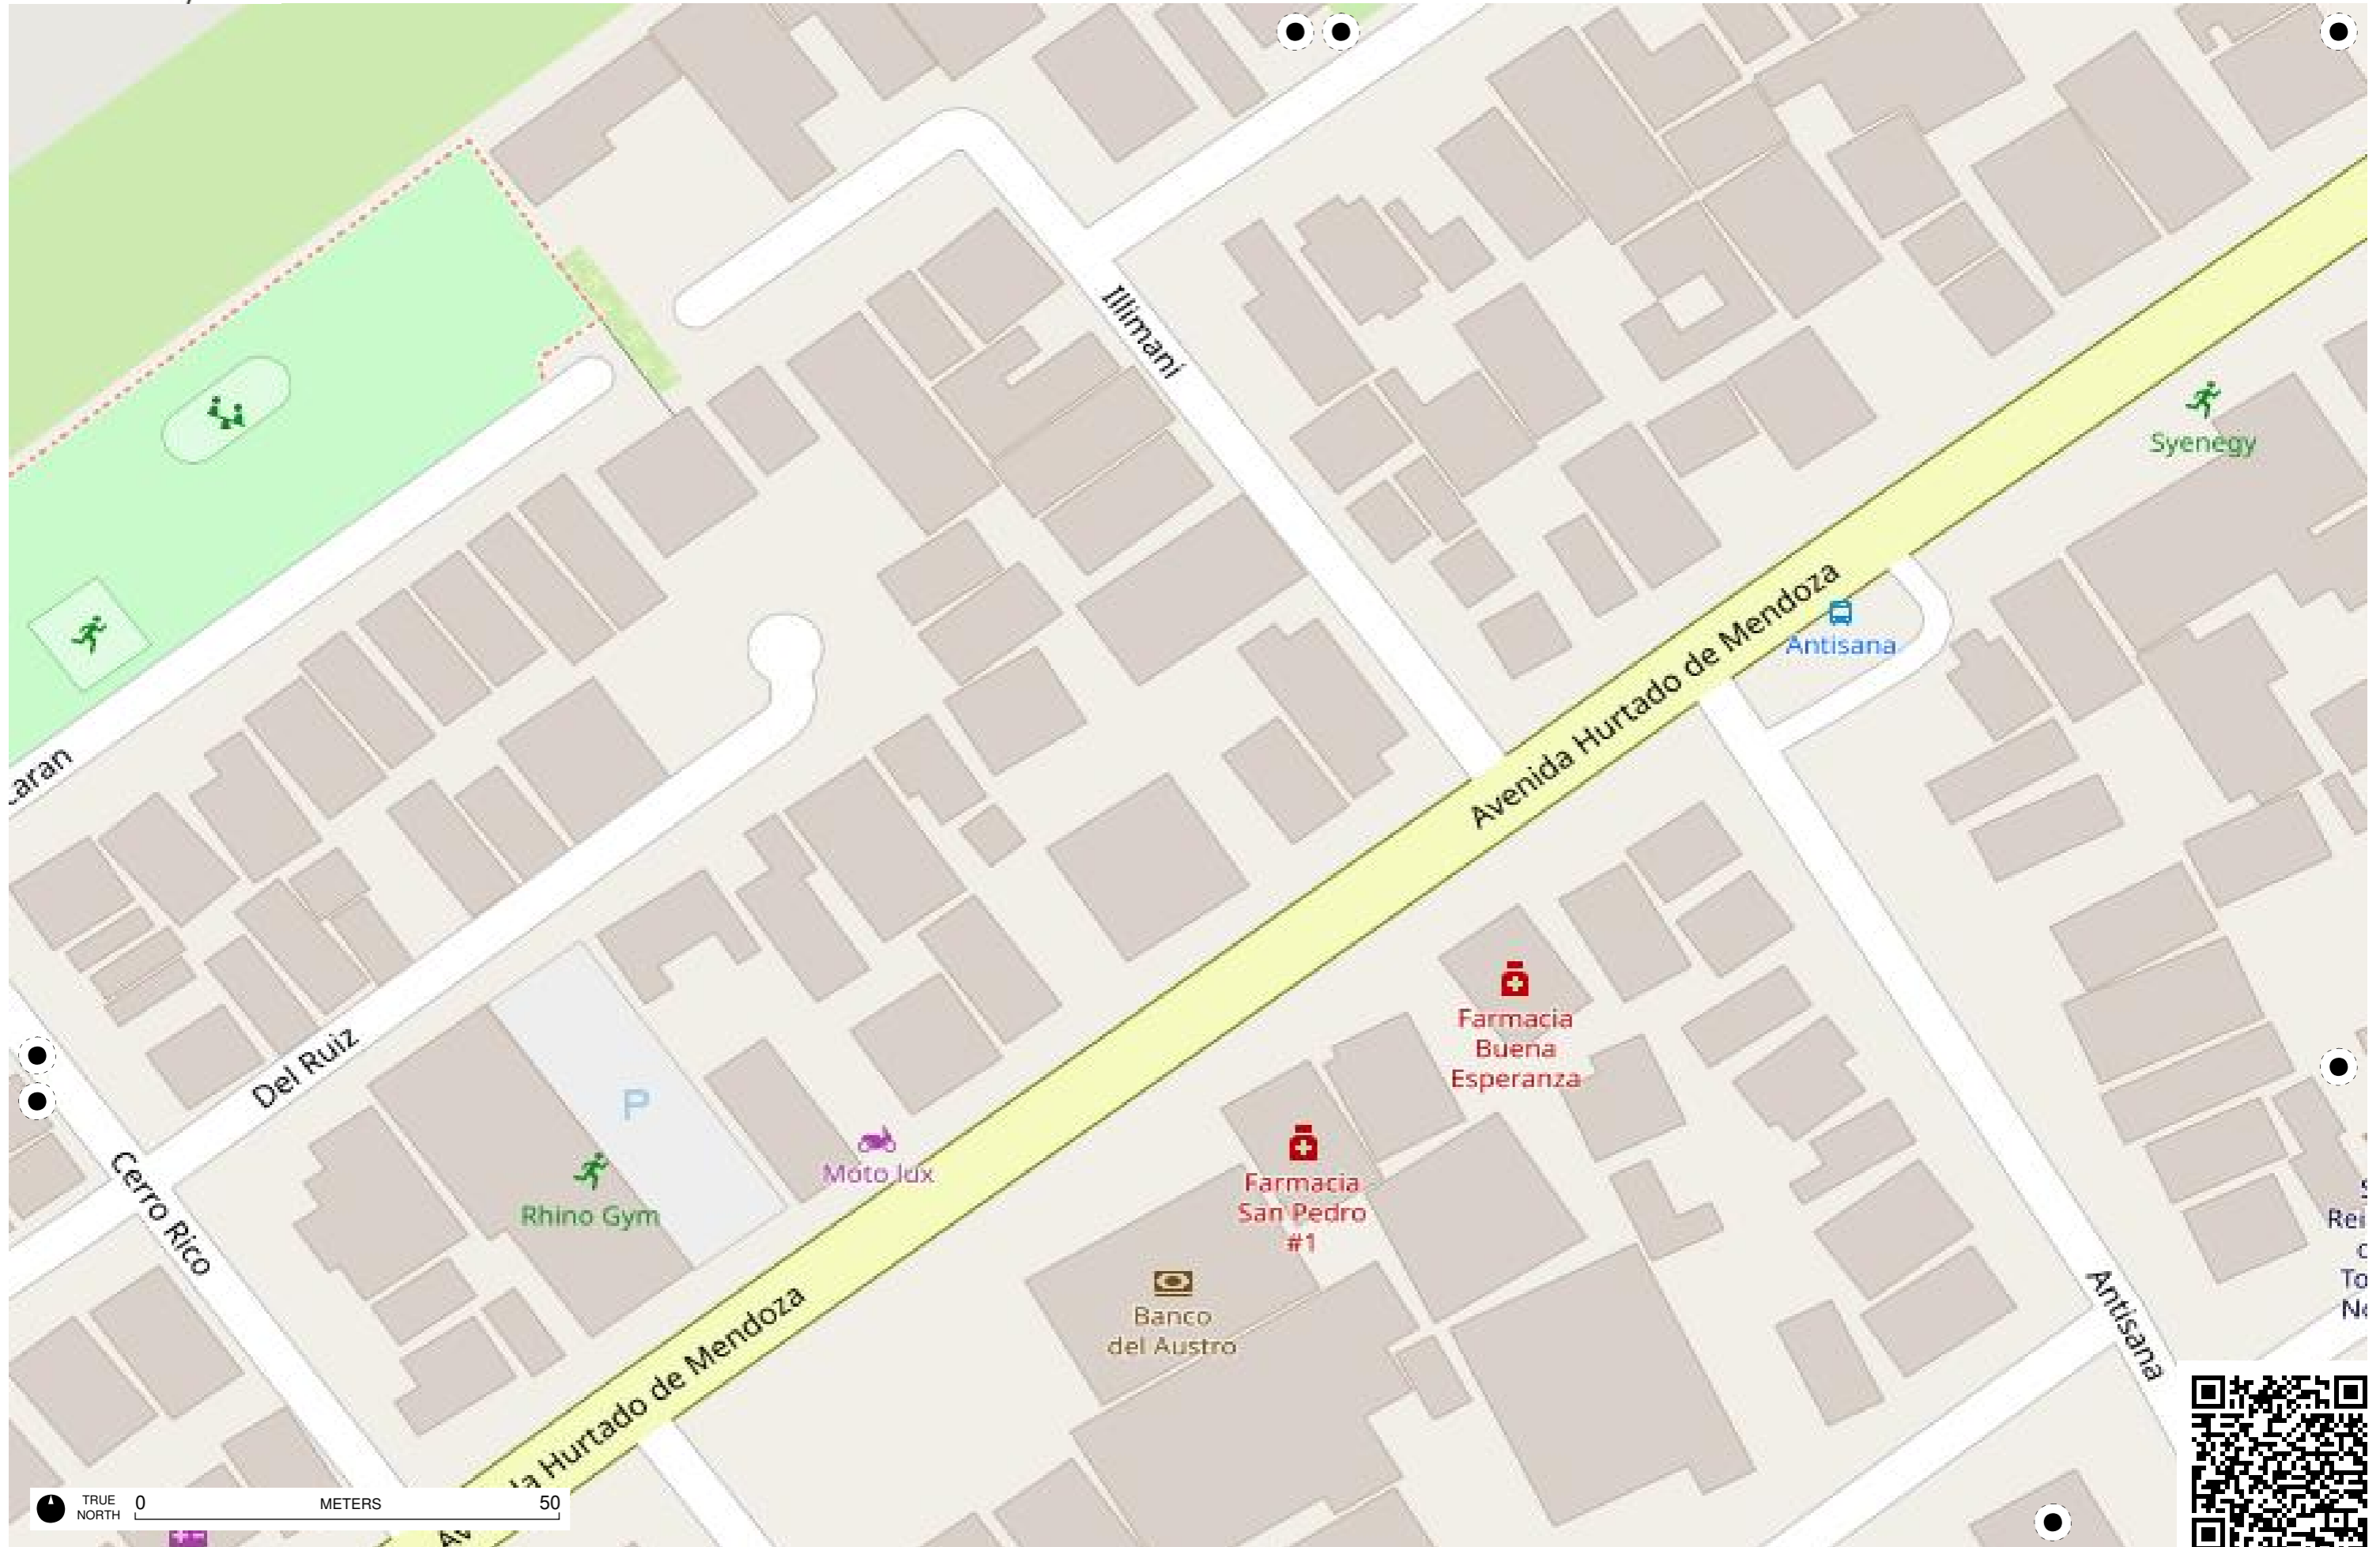 Illimani
Syenegy
Avenida Hurtado de Mendoza
Antisana
Del Ruiz
Cerro Rico
P
Rhino Gym
Moto lux
Farmacia
Buena
Esperanza
Farmacia
San Pedro
#1
Banco
del Austro
Hurtado de Mendoza
Antisana
TRUE
NORTH
0
METERS
50